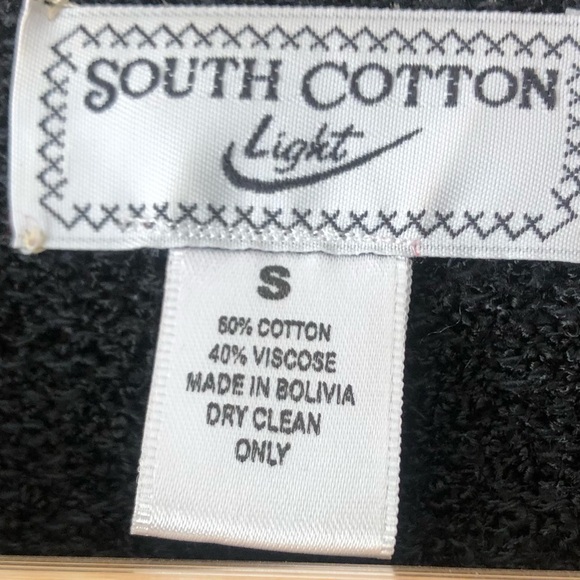 SOUTH COTTON
Light
S
60% COTTON
40% VISCOSE
MADE IN BOLIVIA
DRY CLEAN
ONLY